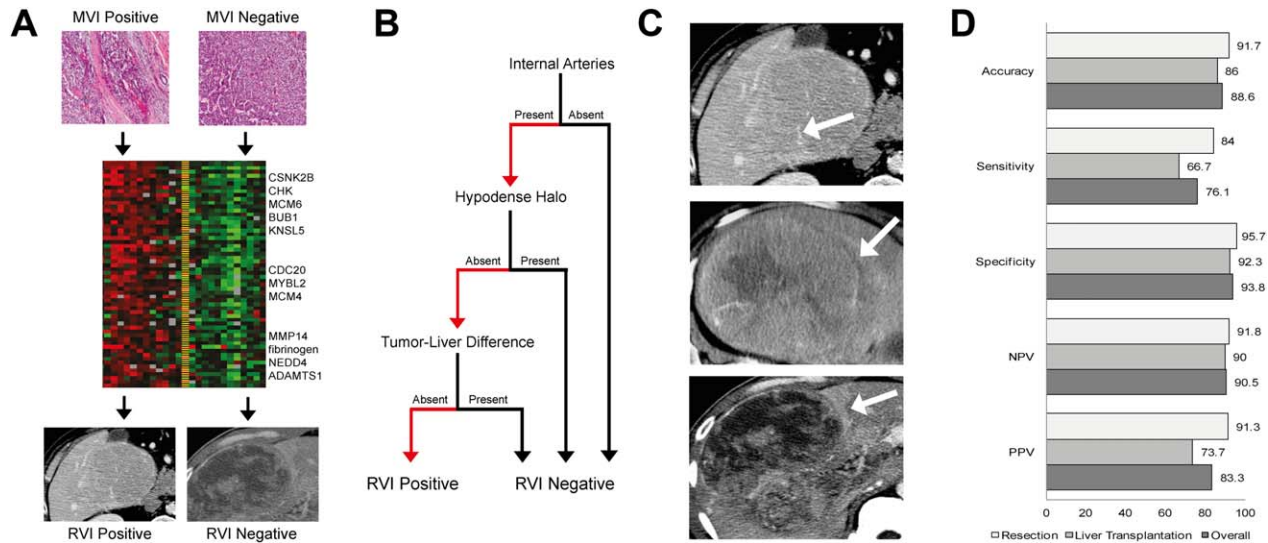 A
MVI Positive
MVI Negative
CSNK2B
CHK
MCM6
BUB1
KNSL5
CDC20
MYBL2
MCM4
MMP14
fibrinogen
NEDD4
ADAMTS1
RVI Positive
RVI Negative
B
Internal Arteries
Present
Absent
Hypodense Halo
Absent
Present
Tumor-Liver Difference
Absent
Present
RVI Positive
RVI Negative
C
D
Accuracy
91.7
86
88.6
Sensitivity
84
66.7
76.1
Specificity
95.7
92.3
93.8
NPV
91.8
90
90.5
PPV
91.3
73.7
83.3
0 20 40 60 80 100
Resection Liver Transplantation Overall